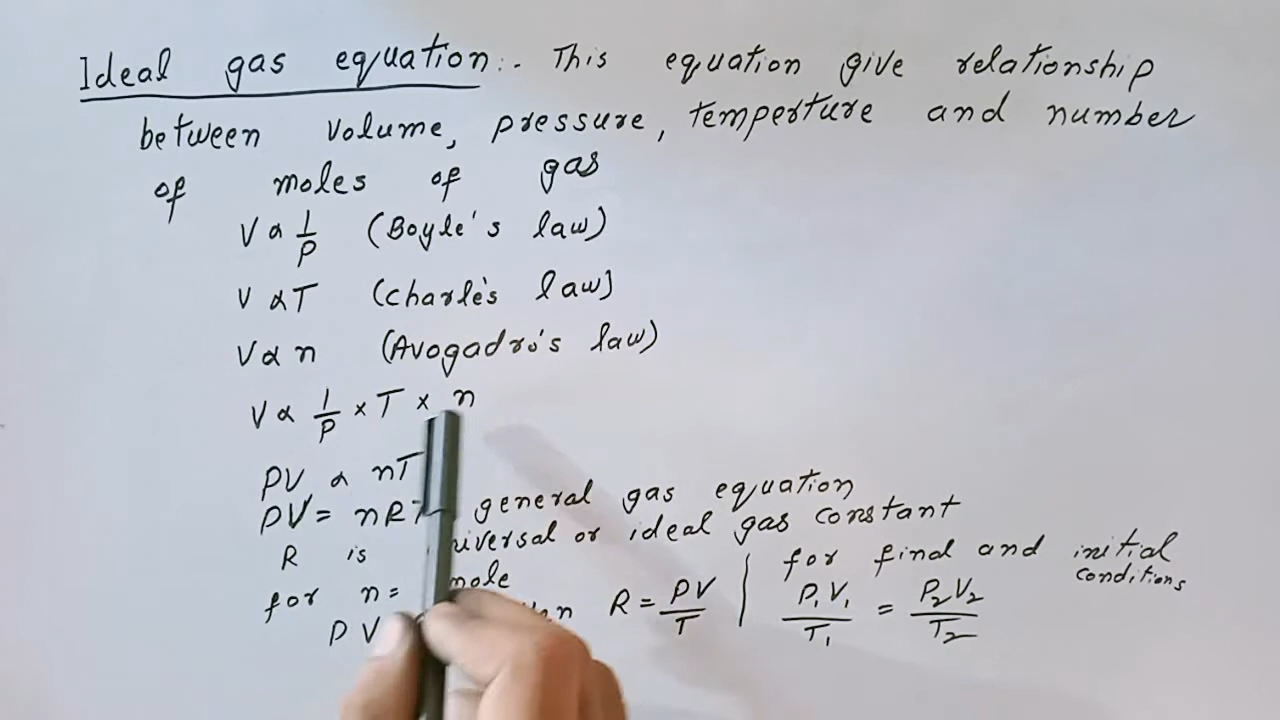 Ideal gas equation:- This equation give relationship
between volume, pressure, temperture and number
of moles of gas
V ∝ 1/P (Boyle's law)
V ∝ T (Charle's law)
V ∝ n (Avogadro's law)
V ∝ 1/P × T × n
PV ∝ nT
PV = nR general gas equation
R is or ideal gas constant
for n= mole
PV R = PV/T
for final and initial
conditions
P₁V₁/T₁ = P₂V₂/T₂